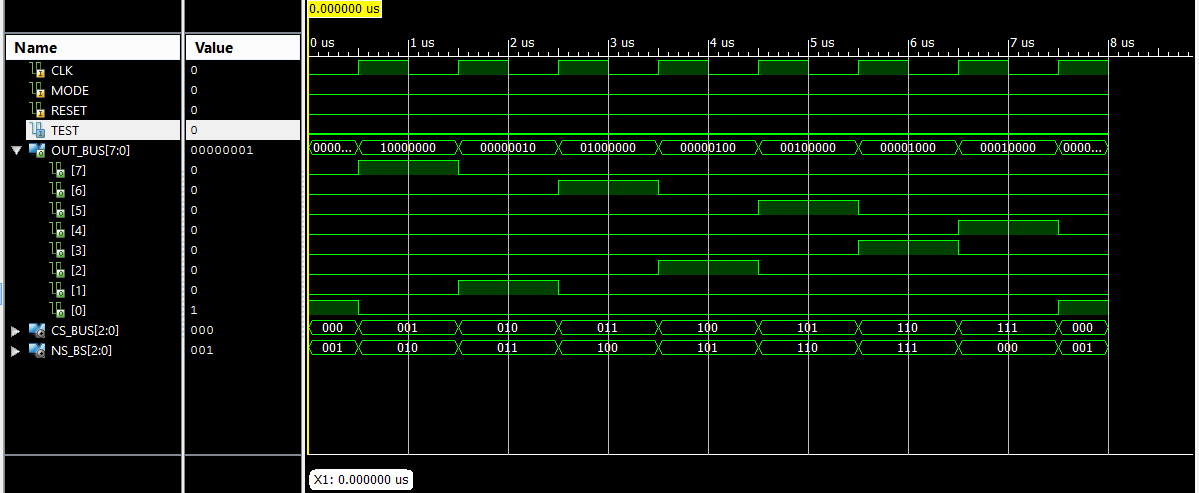 0.000000 us
Name Value 0 us 1 us 2 us 3 us 4 us 5 us 6 us 7 us 8 us
CLK 0
MODE 0
RESET 0
TEST 0
OUT_BUS[7:0] 00000001 0000... 10000000 00000010 01000000 00000100 00100000 00001000 00010000 0000...
[7] 0
[6] 0
[5] 0
[4] 0
[3] 0
[2] 0
[1] 0
[0] 1
CS_BUS[2:0] 000 000 001 010 011 100 101 110 111 000
NS_BS[2:0] 001 001 010 011 100 101 110 111 000 001
X1: 0.000000 us